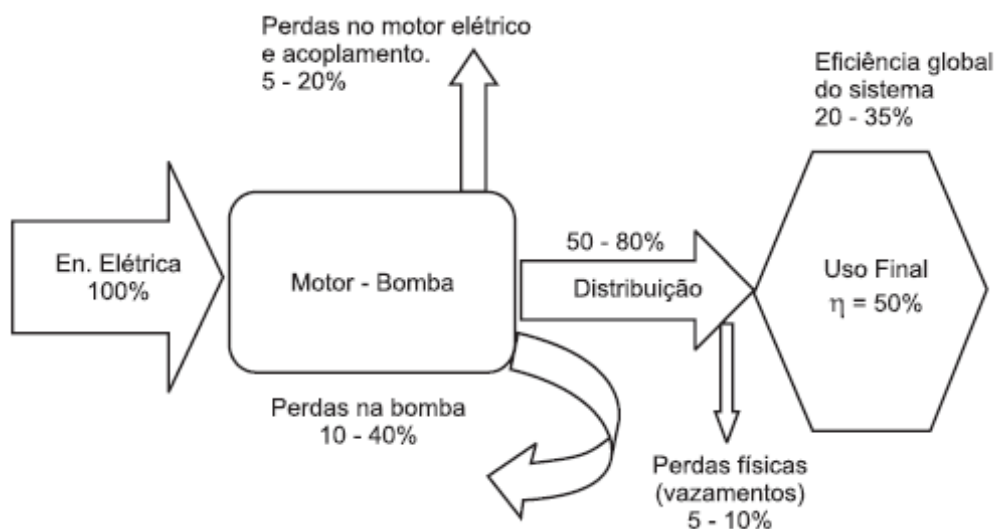 Perdas no motor elétrico
e acoplamento.
5 - 20%
Eficiência global
do sistema
20 - 35%
En. Elétrica
100%
Motor - Bomba
50 - 80%
Distribuição
Uso Final
η = 50%
Perdas na bomba
10 - 40%
Perdas físicas
(vazamentos)
5 - 10%